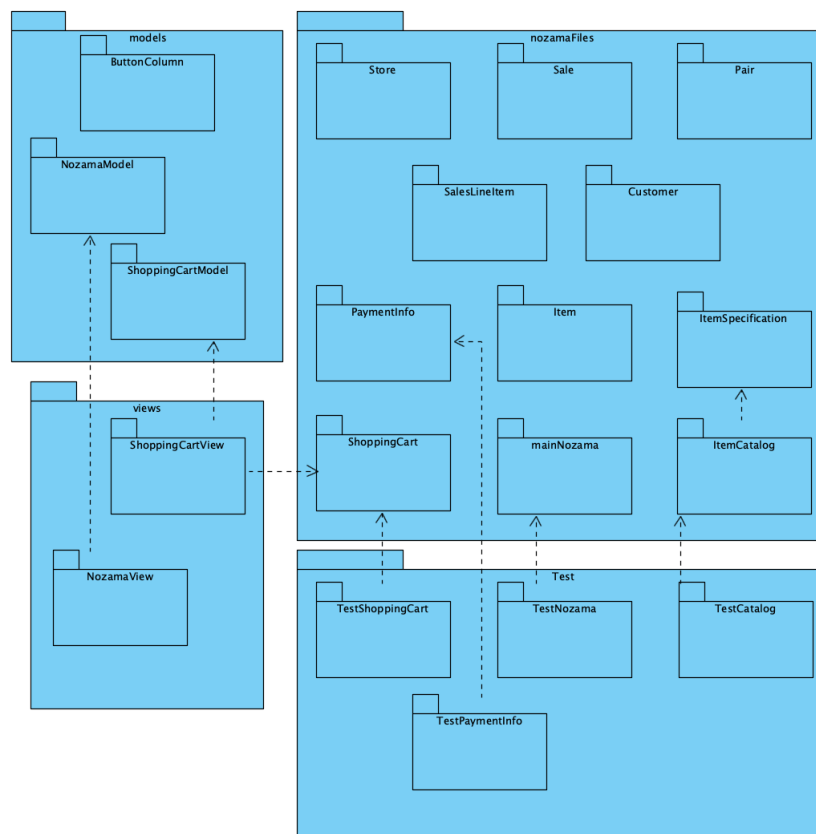 models
ButtonColumn
NozamaModel
ShoppingCartModel
nozamaFiles
Store
Sale
Pair
SalesLineItem
Customer
PaymentInfo
Item
ItemSpecification
ShoppingCart
mainNozama
ItemCatalog
views
ShoppingCartView
NozamaView
Test
TestShoppingCart
TestNozama
TestCatalog
TestPaymentInfo